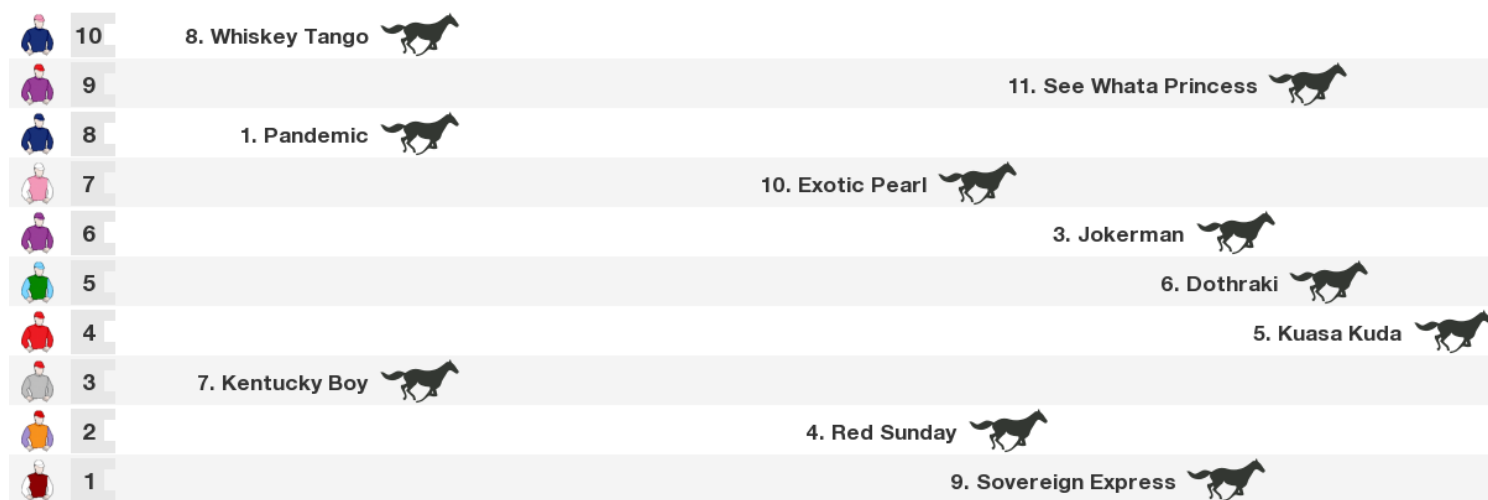 10 8. Whiskey Tango
9 11. See Whata Princess
8 1. Pandemic
7 10. Exotic Pearl
6 3. Jokerman
5 6. Dothraki
4 5. Kuasa Kuda
3 7. Kentucky Boy
2 4. Red Sunday
1 9. Sovereign Express